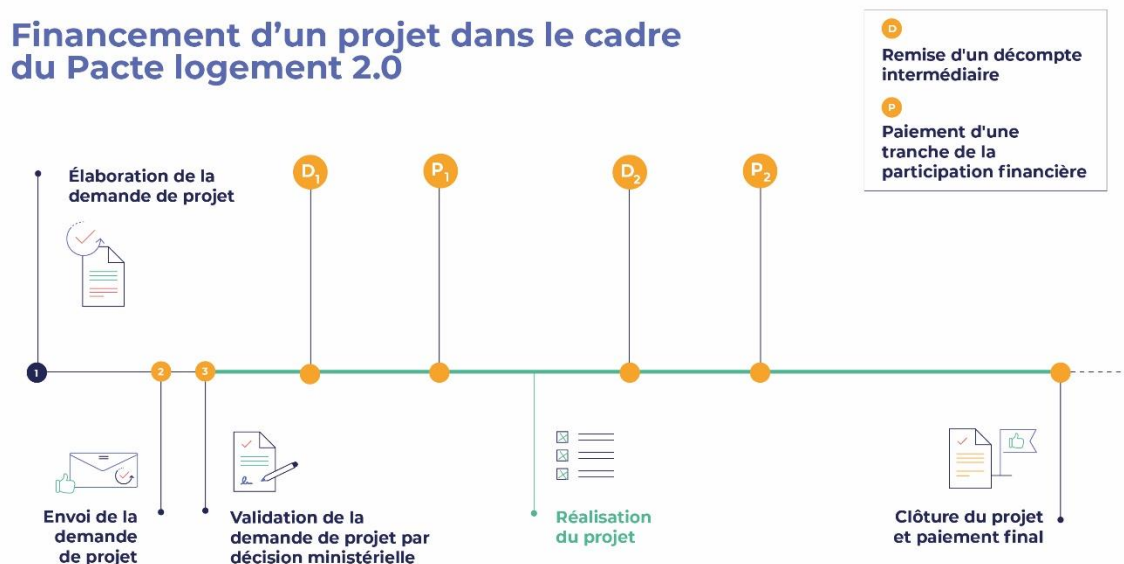 Financement d'un projet dans le cadre
du Pacte logement 2.0
D
Remise d'un décompte
intermédiaire
P
Paiement d'une
tranche de la
participation financière
Élaboration de la
demande de projet
D1
P1
D2
P2
1
2
3
Envoi de la
demande
de projet
Validation de la
demande de projet par
décision ministérielle
Réalisation
du projet
Clôture du projet
et paiement final